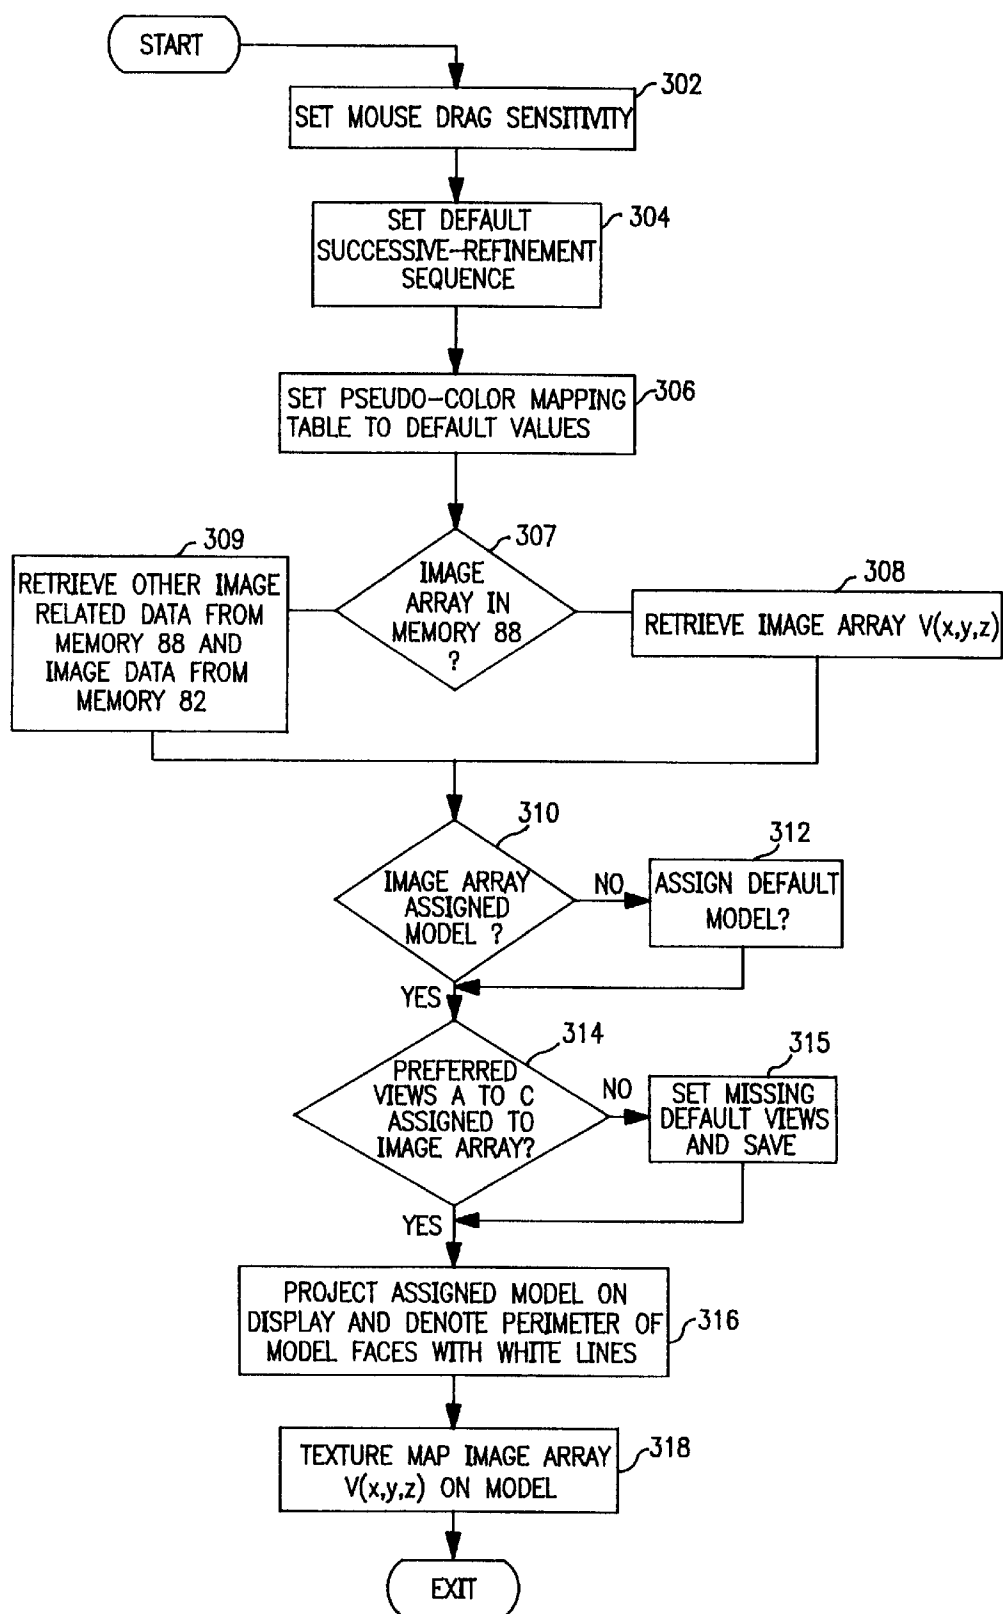 START
302
SET MOUSE DRAG SENSITIVITY
304
SET DEFAULT
SUCCESSIVE-REFINEMENT
SEQUENCE
306
SET PSEUDO-COLOR MAPPING
TABLE TO DEFAULT VALUES
309
RETRIEVE OTHER IMAGE
RELATED DATA FROM
MEMORY 88 AND
IMAGE DATA FROM
MEMORY 82
307
IMAGE
ARRAY IN
MEMORY 88
?
308
RETRIEVE IMAGE ARRAY V(x,y,z)
310
IMAGE ARRAY
ASSIGNED
MODEL ?
NO
312
ASSIGN DEFAULT
MODEL?
YES
314
PREFERRED
VIEWS A TO C
ASSIGNED TO
IMAGE ARRAY?
NO
315
SET MISSING
DEFAULT VIEWS
AND SAVE
YES
PROJECT ASSIGNED MODEL ON
DISPLAY AND DENOTE PERIMETER OF
MODEL FACES WITH WHITE LINES
316
TEXTURE MAP IMAGE ARRAY
V(x,y,z) ON MODEL
318
EXIT